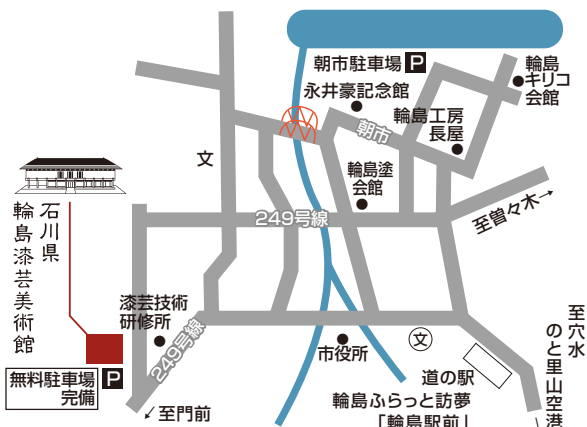 朝市駐車場 P
永井豪記念館
輪島
キリコ
会館
輪島工房
長屋
朝市
文
輪島塗
会館
249号線
至曽々木→
石川県
輪島漆芸美術館
漆芸技術
研修所
249号線
無料駐車場
完備
P
↙至門前
市役所
文
道の駅
輪島ふらっと訪夢
「輪島駅前」
至穴水
のと里山空港